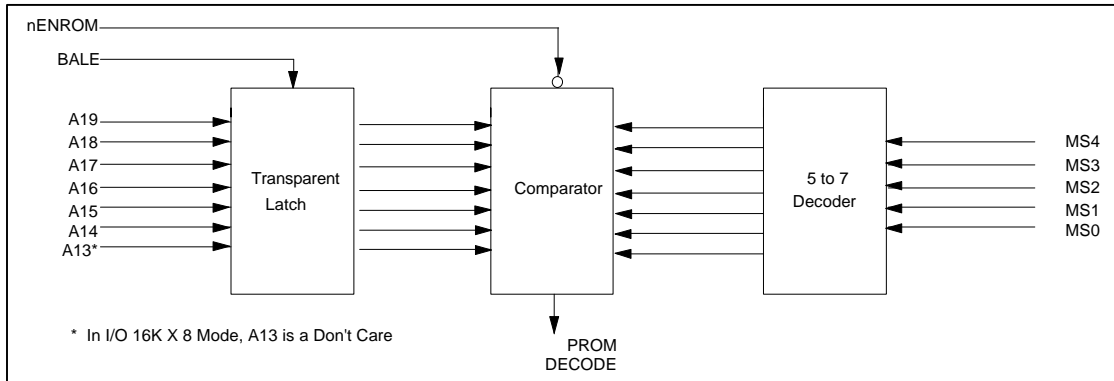 nENROM
BALE
A19
A18
A17
A16
A15
A14
A13*
Transparent
Latch
Comparator
5 to 7
Decoder
MS4
MS3
MS2
MS1
MS0
* In I/O 16K X 8 Mode, A13 is a Don't Care
PROM
DECODE